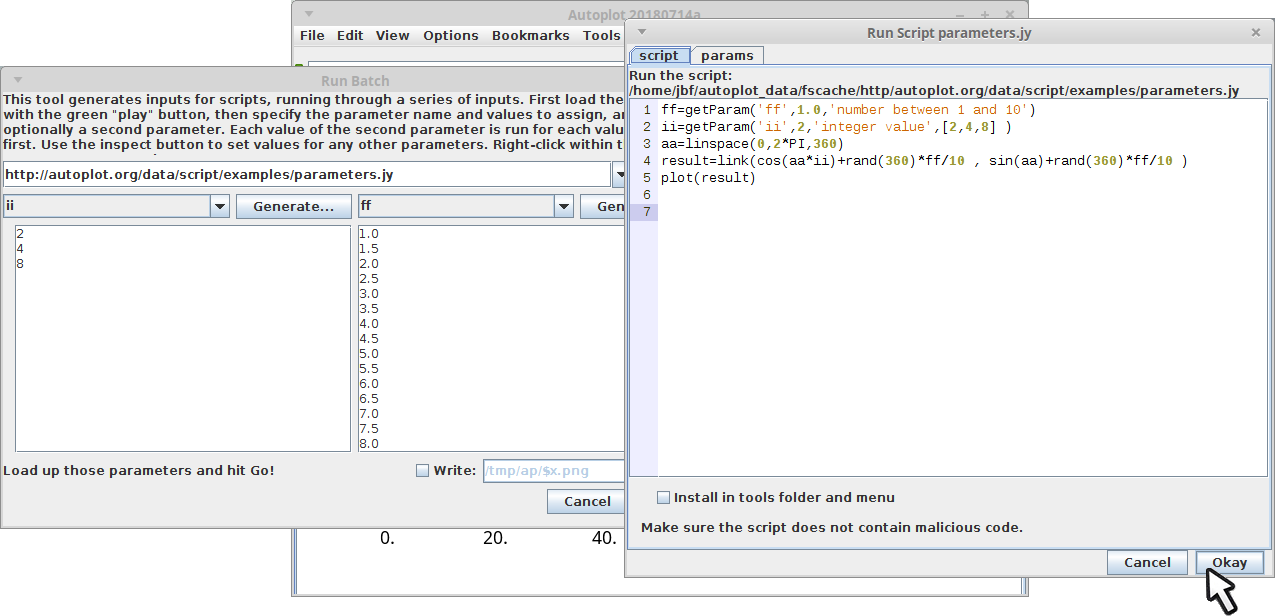 Autoplot 20180714a
File Edit View Options Bookmarks Tools
Run Batch
This tool generates inputs for scripts, running through a series of inputs. First load the
with the green "play" button, then specify the parameter name and values to assign, an
optionally a second parameter. Each value of the second parameter is run for each valu
first. Use the inspect button to set values for any other parameters. Right-click within t
http://autoplot.org/data/script/examples/parameters.jy
ii Generate... ff Gen
2
4
8
1.0
1.5
2.0
2.5
3.0
3.5
4.0
4.5
5.0
5.5
6.0
6.5
7.0
7.5
8.0
Load up those parameters and hit Go!
Write: /tmp/ap/$x.png
Cancel
0. 20. 40.
Run Script parameters.jy
script params
Run the script:
/home/jbf/autoplot_data/fscache/http/autoplot.org/data/script/examples/parameters.jy
1 ff=getParam('ff',1.0,'number between 1 and 10')
2 ii=getParam('ii',2,'integer value',[2,4,8] )
3 aa=linspace(0,2*PI,360)
4 result=link(cos(aa*ii)+rand(360)*ff/10 , sin(aa)+rand(360)*ff/10 )
5 plot(result)
6
7
Install in tools folder and menu
Make sure the script does not contain malicious code.
Cancel Okay